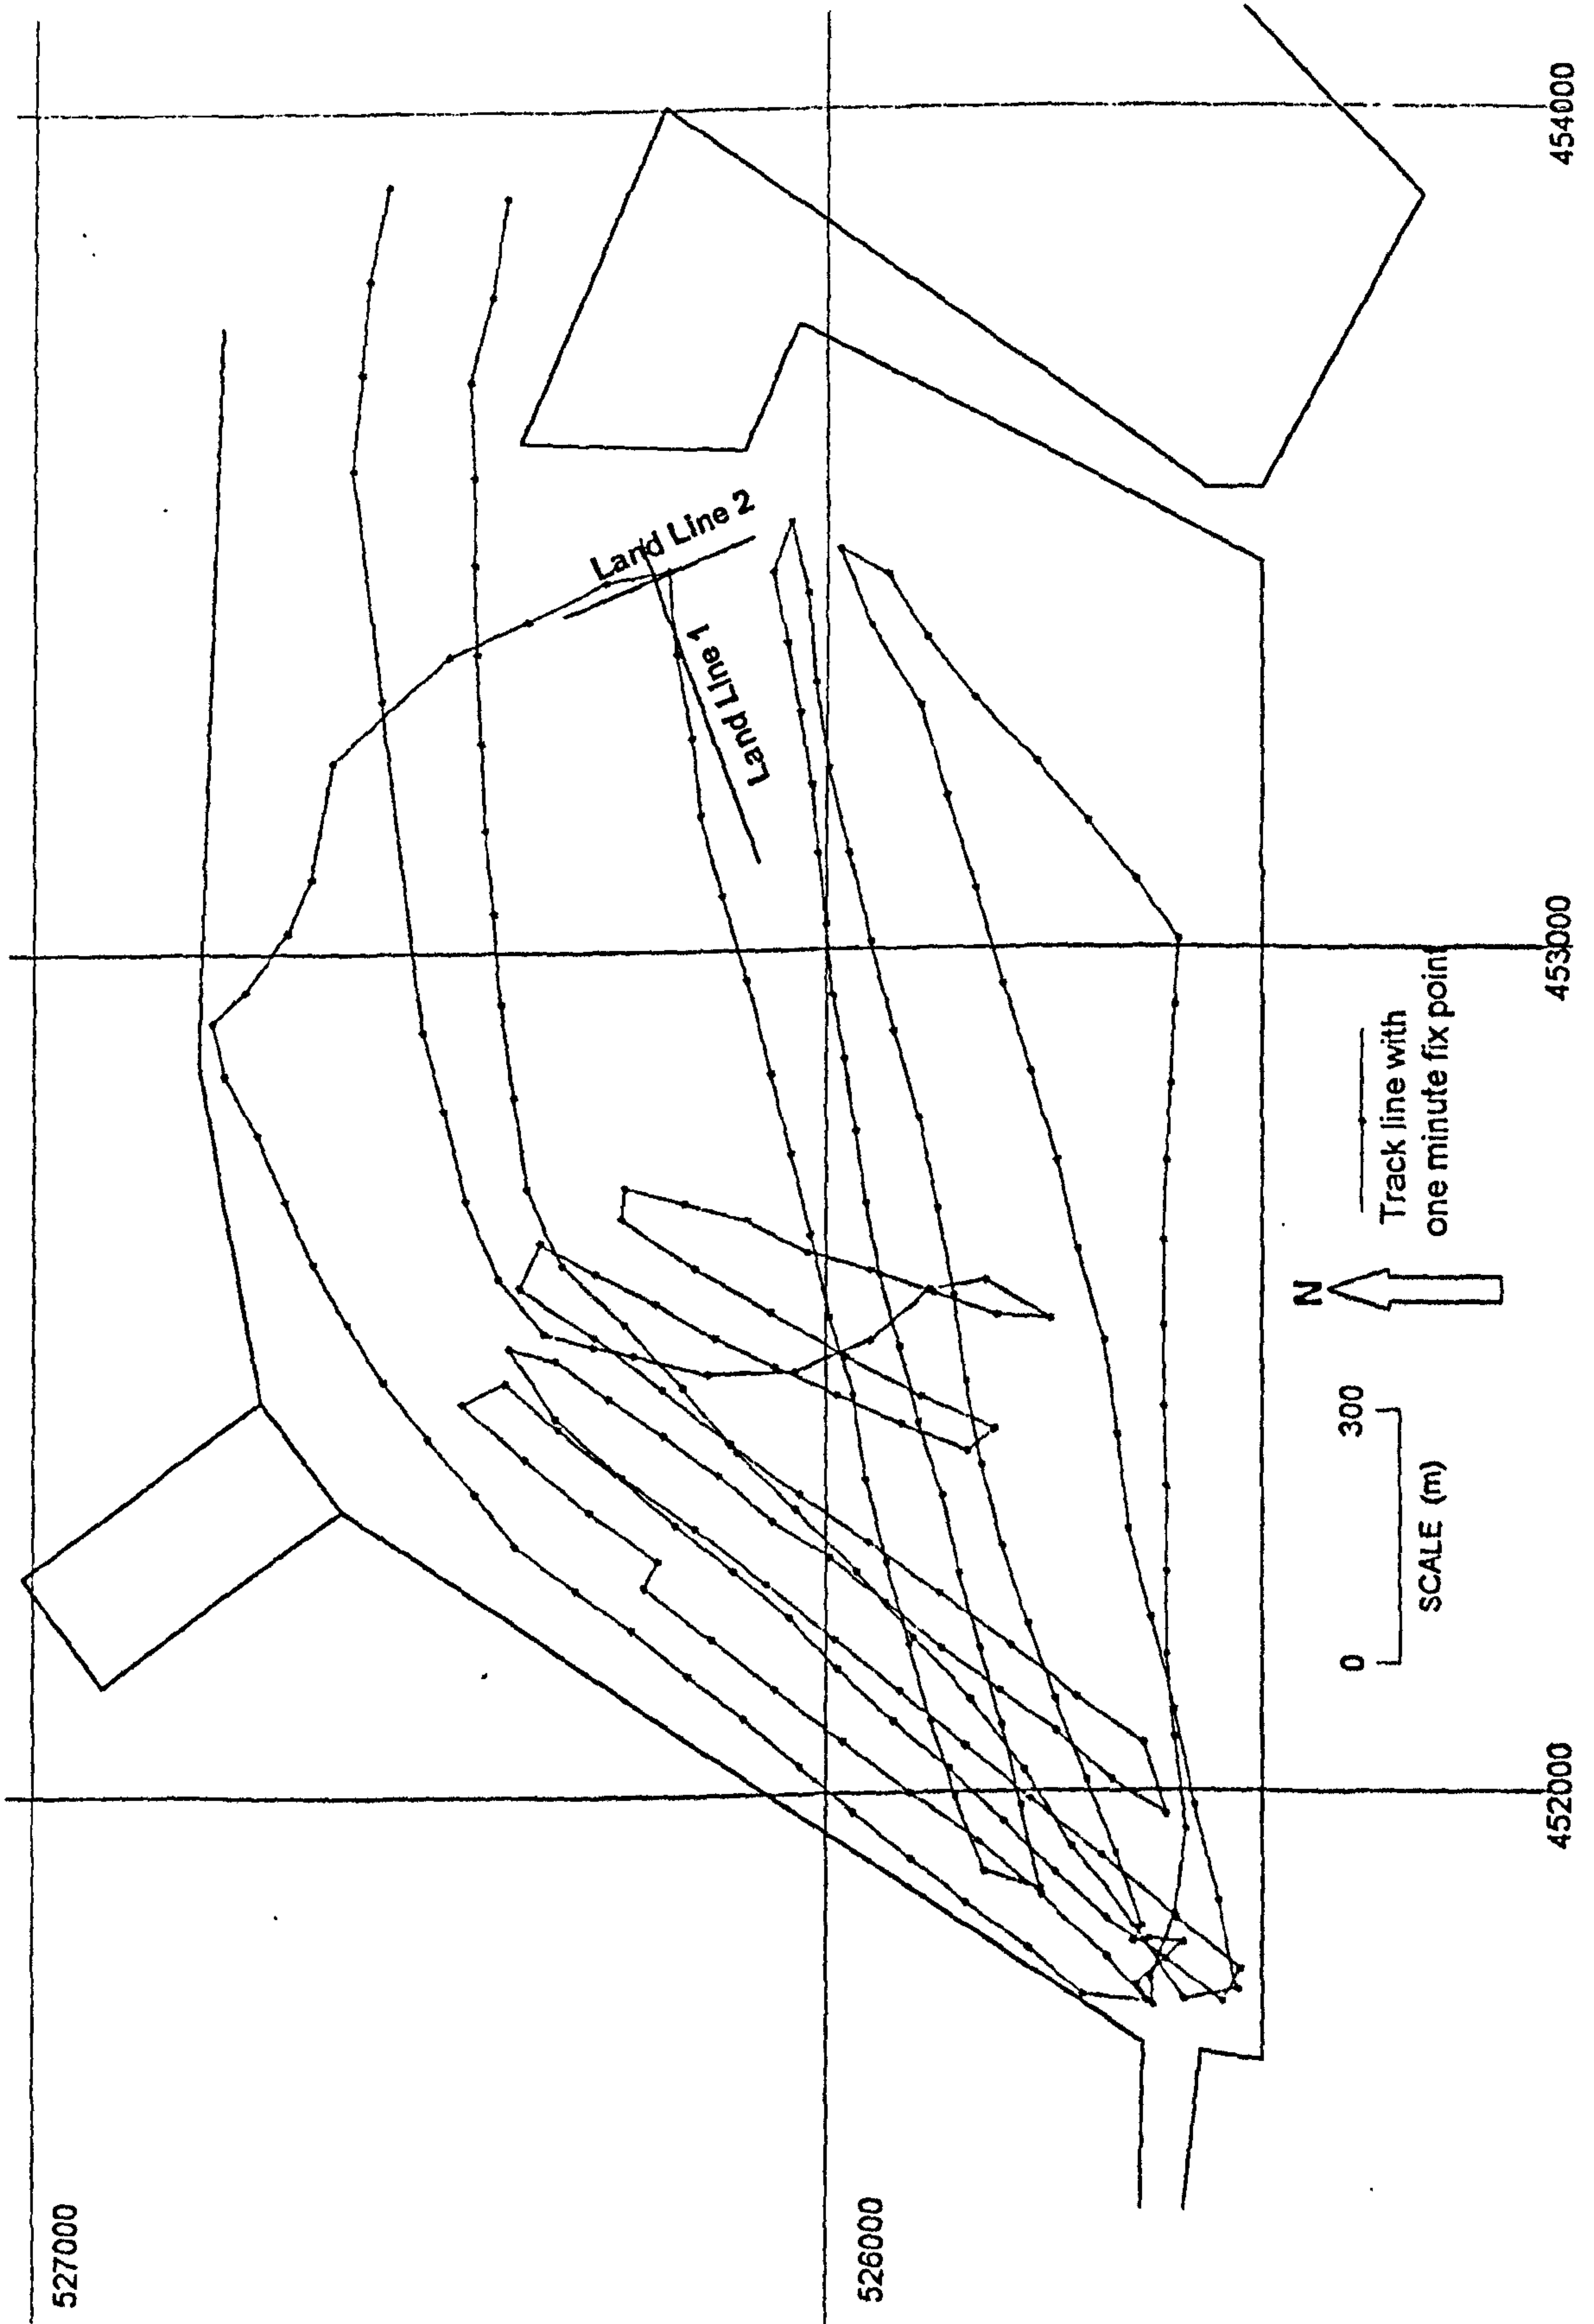 527000
526000
454000
453000
452000
Land Line 2
Land Line 1
Track line with
one minute fix point
N
0
300
SCALE (m)